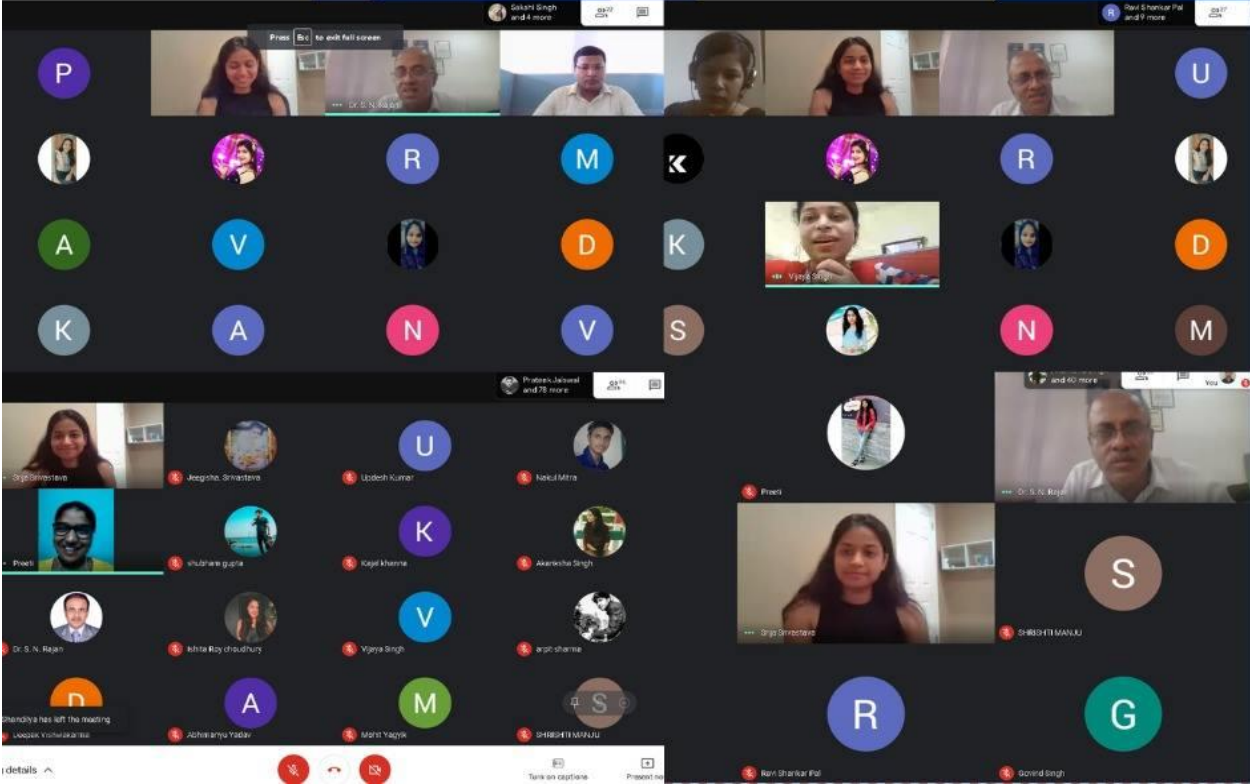 Sakshi Singh
and 4 more
22
Press Esc to exit full screen
P
Dr. S. N. Rajan
R
M
A
V
D
K
A
N
V
Ravi Shankar Pal
and 9 more
27
U
K
R
K
Vijaya Singh
D
S
N
M
Prateek Jaiswal
and 78 more
Srija Srivastava
Jeegisha. Srivastava
U
Updesh Kumar
Nakul Mitra
Preeti
shubham gupta
K
Kajal khanna
Akanksha Singh
Dr. S. N. Rajan
Ishita Roy choudhury
V
Vijaya Singh
arpit sharma
D
Shandilya has left the meeting
Deepak Vishwakarma
A
Abhimanyu Yadav
M
Mohit Yagyik
S
SHRISHTI MANJU
details
Turn on captions
Present
and 40 more
You
Preeti
Dr. S. N. Rajan
Srija Srivastava
S
SHRISHTI MANJU
R
Ravi Shankar Pal
G
Govind Singh